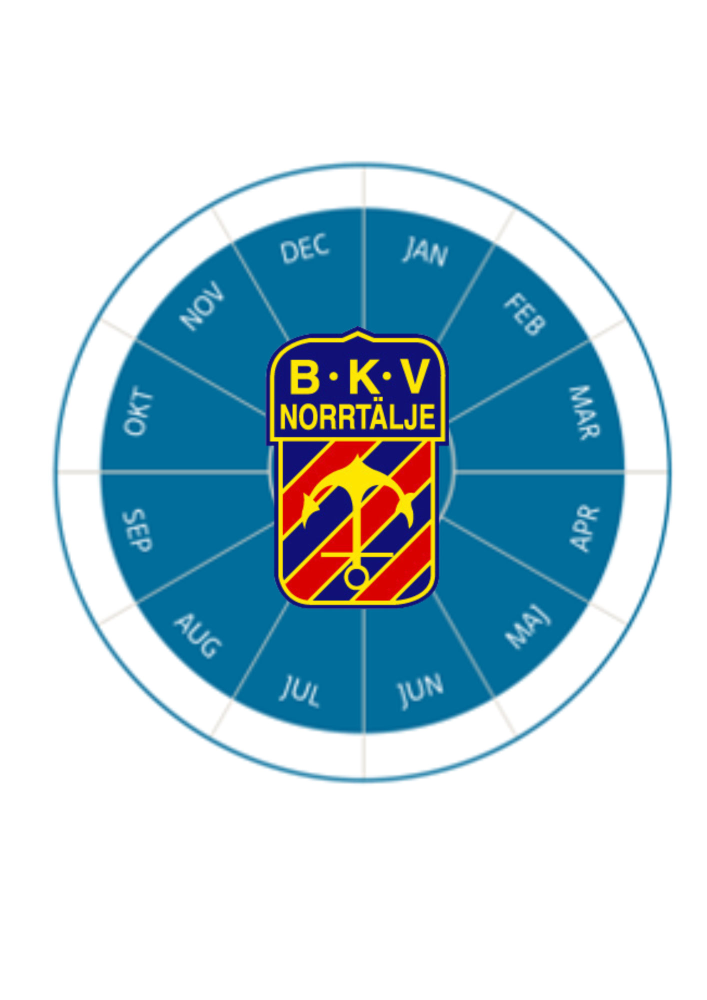 JAN
FEB
MAR
APR
MAJ
JUN
JUL
AUG
SEP
OKT
NOV
DEC
B·K·V
NORRTÄLJE